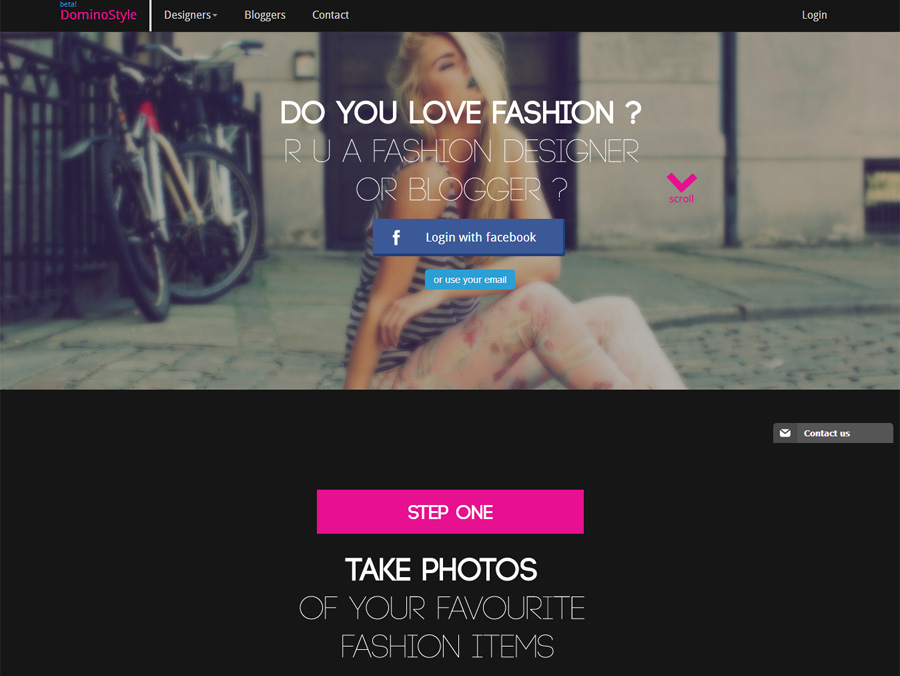 beta!
DominoStyle
Designers
Bloggers
Contact
Login
DO YOU LOVE FASHION ?
R U A FASHION DESIGNER
OR BLOGGER ?
scroll
f
Login with facebook
or use your email
Contact us
STEP ONE
TAKE PHOTOS
OF YOUR FAVOURITE
FASHION ITEMS